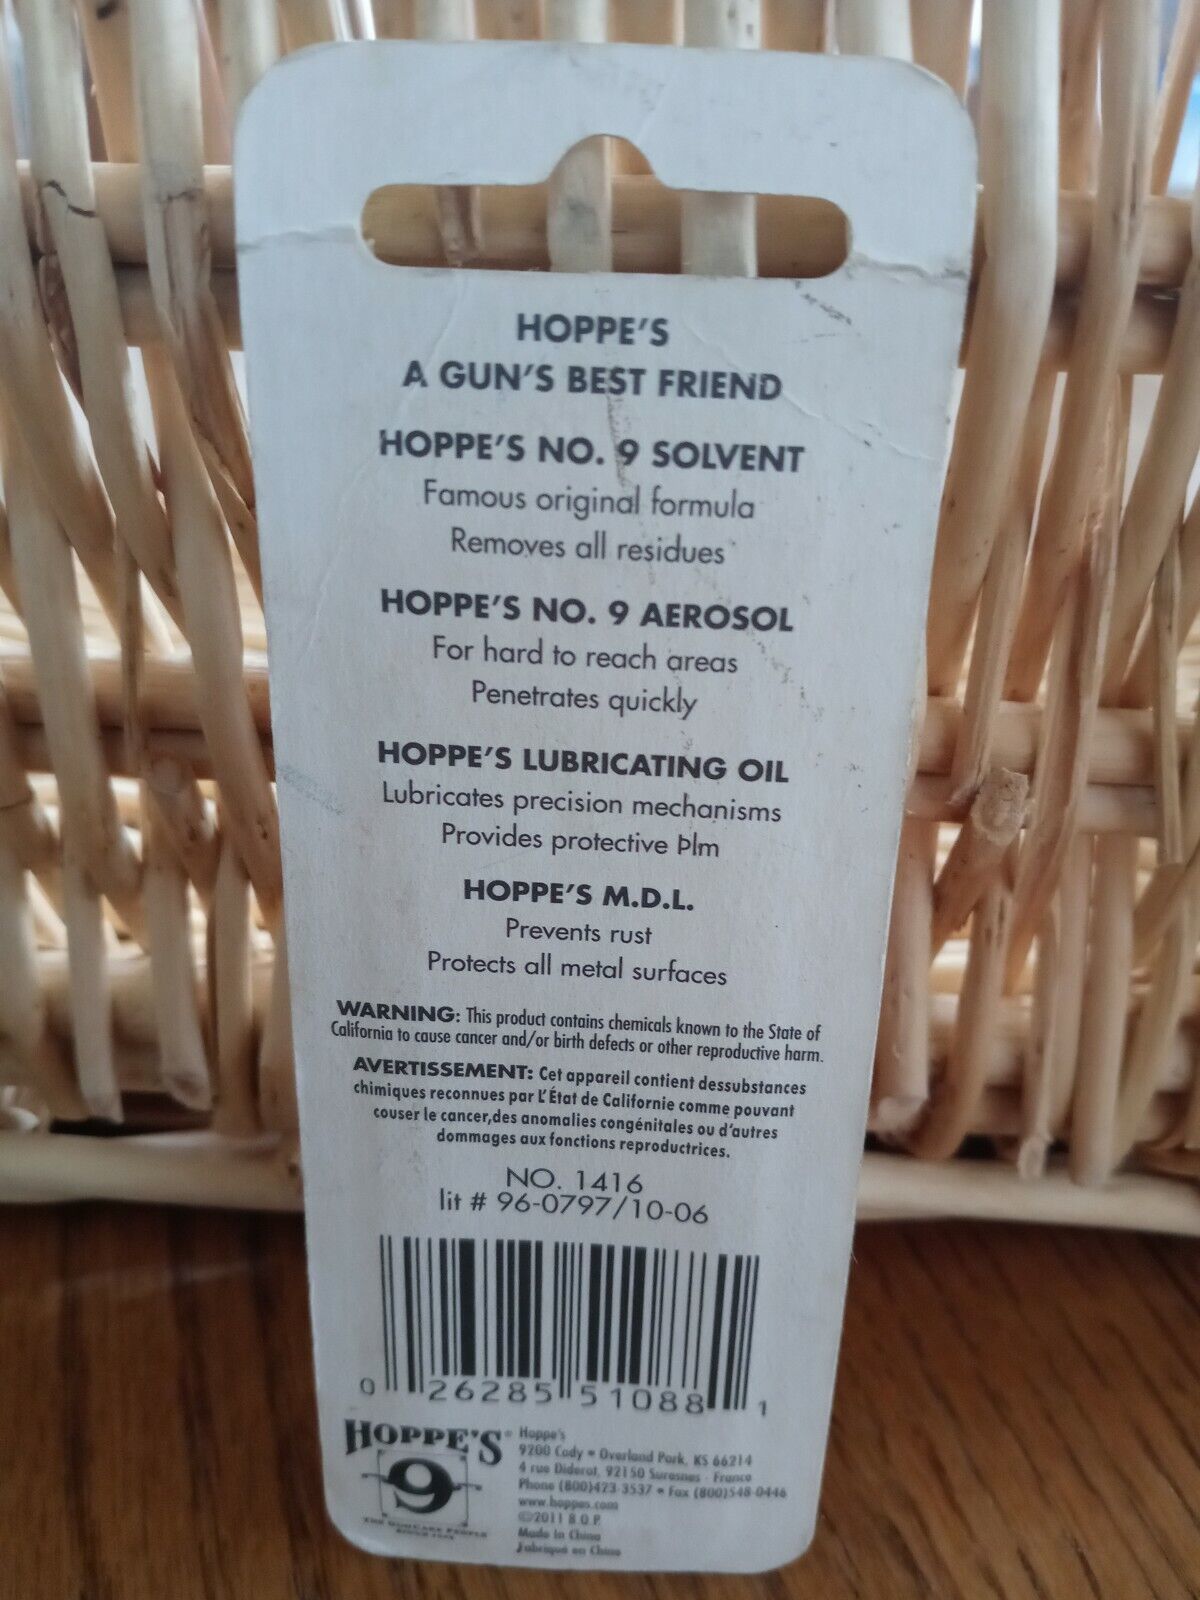 HOPPE'S
A GUN'S BEST FRIEND
HOPPE'S NO. 9 SOLVENT
Famous original formula
Removes all residues
HOPPE'S NO. 9 AEROSOL
For hard to reach areas
Penetrates quickly
HOPPE'S LUBRICATING OIL
Lubricates precision mechanisms
Provides protective Þlm
HOPPE'S M.D.L.
Prevents rust
Protects all metal surfaces
WARNING: This product contains chemicals known to the State of
California to cause cancer and/or birth defects or other reproductive harm.
AVERTISSEMENT: Cet appareil contient dessubstances
chimiques reconnues par L'État de Californie comme pouvant
couser le cancer,des anomalies congénitales ou d'autres
dommages aux fonctions reproductrices.
NO. 1416
lit # 96-0797/10-06
0 26285 51088 1
HOPPE'S®
9
THE GUNCARE PEOPLE
Hoppe's
9200 Cody • Overland Park, KS 66214
4 rue Diderot, 92150 Suresnes - France
Phone (800)423-3537 • Fax (800)548-0446
www.hoppes.com
©2011 B.O.P.
Made in China
Fabriqué en Chine